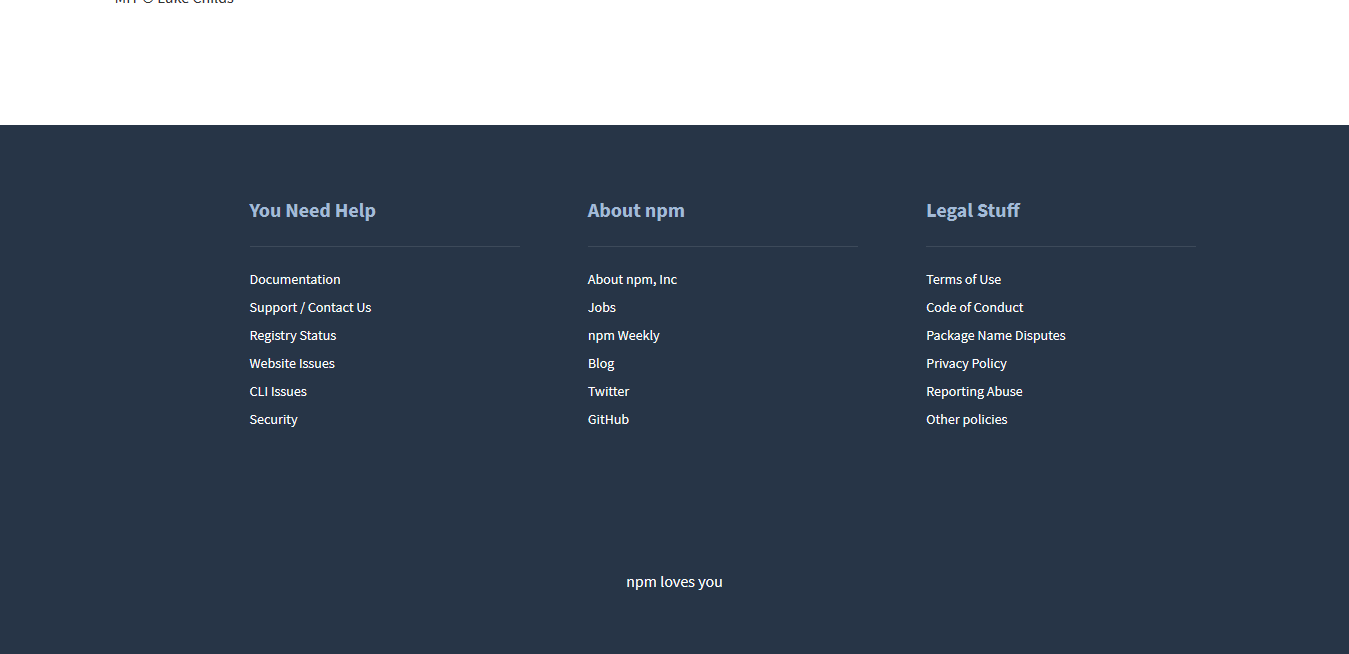 MIT © Luke Childs
You Need Help
Documentation
Support / Contact Us
Registry Status
Website Issues
CLI Issues
Security
About npm
About npm, Inc
Jobs
npm Weekly
Blog
Twitter
GitHub
Legal Stuff
Terms of Use
Code of Conduct
Package Name Disputes
Privacy Policy
Reporting Abuse
Other policies
npm loves you